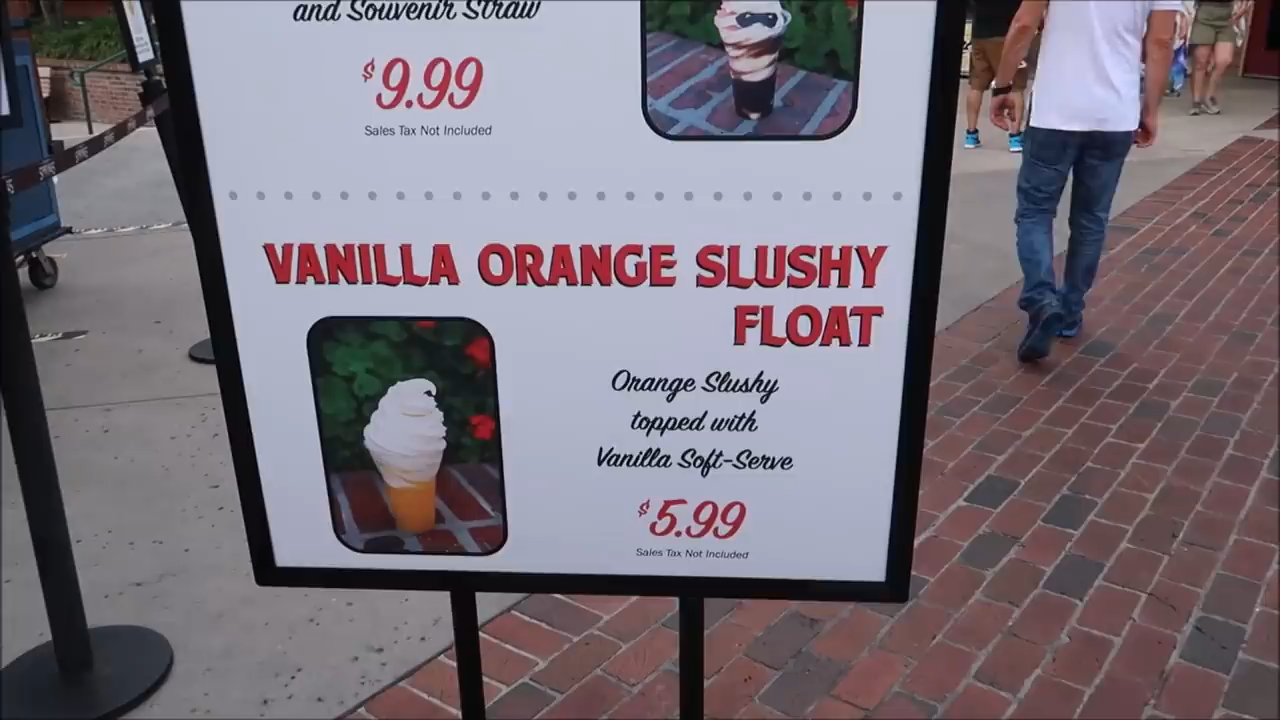 and Souvenir Straw
$9.99
Sales Tax Not Included
VANILLA ORANGE SLUSHY
FLOAT
Orange Slushy
topped with
Vanilla Soft-Serve
$5.99
Sales Tax Not Included